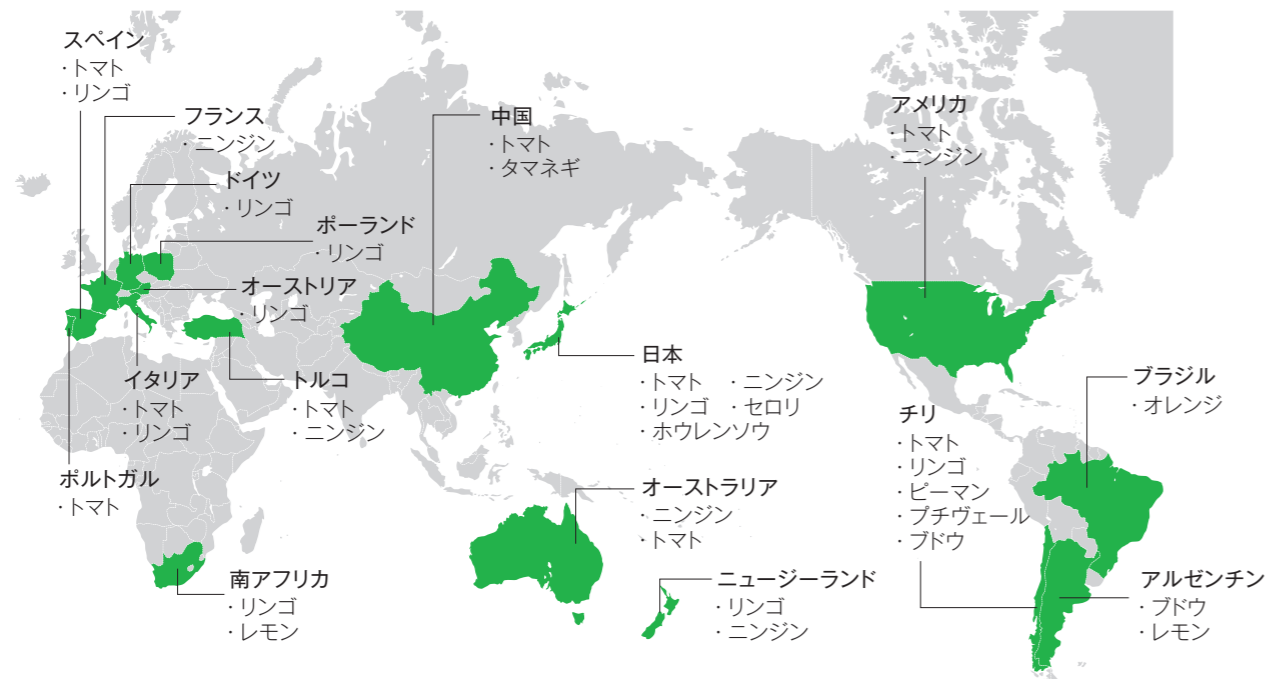 スペイン
・トマト
・リンゴ
フランス
・ニンジン
ドイツ
・リンゴ
ポーランド
・リンゴ
オーストリア
・リンゴ
イタリア
・トマト
・リンゴ
トルコ
・トマト
・ニンジン
ポルトガル
・トマト
南アフリカ
・リンゴ
・レモン
中国
・トマト
・タマネギ
日本
・トマト ・ニンジン
・リンゴ ・セロリ
・ホウレンソウ
オーストラリア
・ニンジン
・トマト
ニュージーランド
・リンゴ
・ニンジン
アメリカ
・トマト
・ニンジン
チリ
・トマト
・リンゴ
・ピーマン
・プチヴェール
・ブドウ
ブラジル
・オレンジ
アルゼンチン
・ブドウ
・レモン